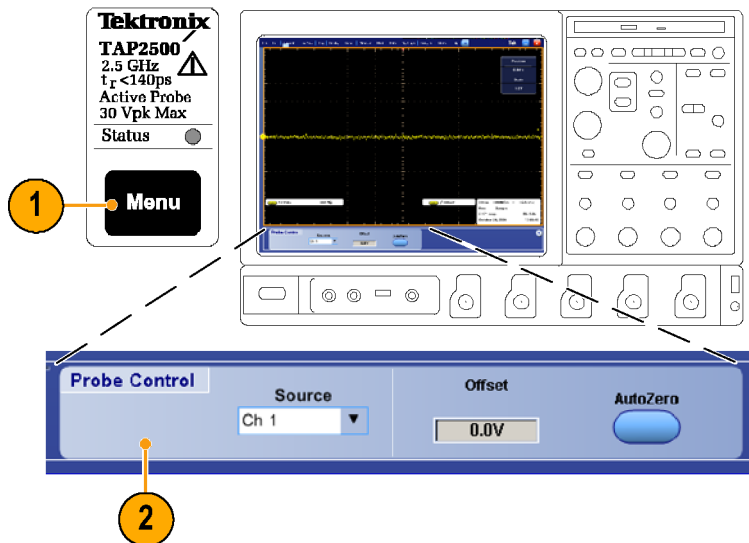 Tektronix
TAP2500
2.5 GHz
tr <140ps
Active Probe
30 Vpk Max
Status
Menu
1
Probe Control
Source
Ch 1
Offset
0.0V
AutoZero
2